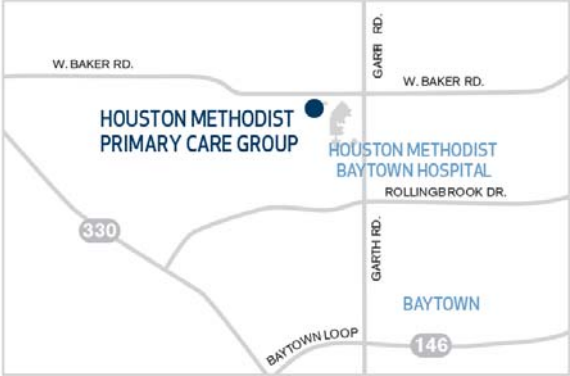 W. BAKER RD.
GARR RD.
W. BAKER RD.
HOUSTON METHODIST
PRIMARY CARE GROUP
HOUSTON METHODIST
BAYTOWN HOSPITAL
ROLLINGBROOK DR.
330
GARTH RD.
BAYTOWN
BAYTOWN LOOP
146